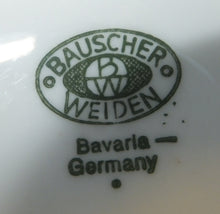 BAUSCHER
BW
WEIDEN
Bavaria —
Germany